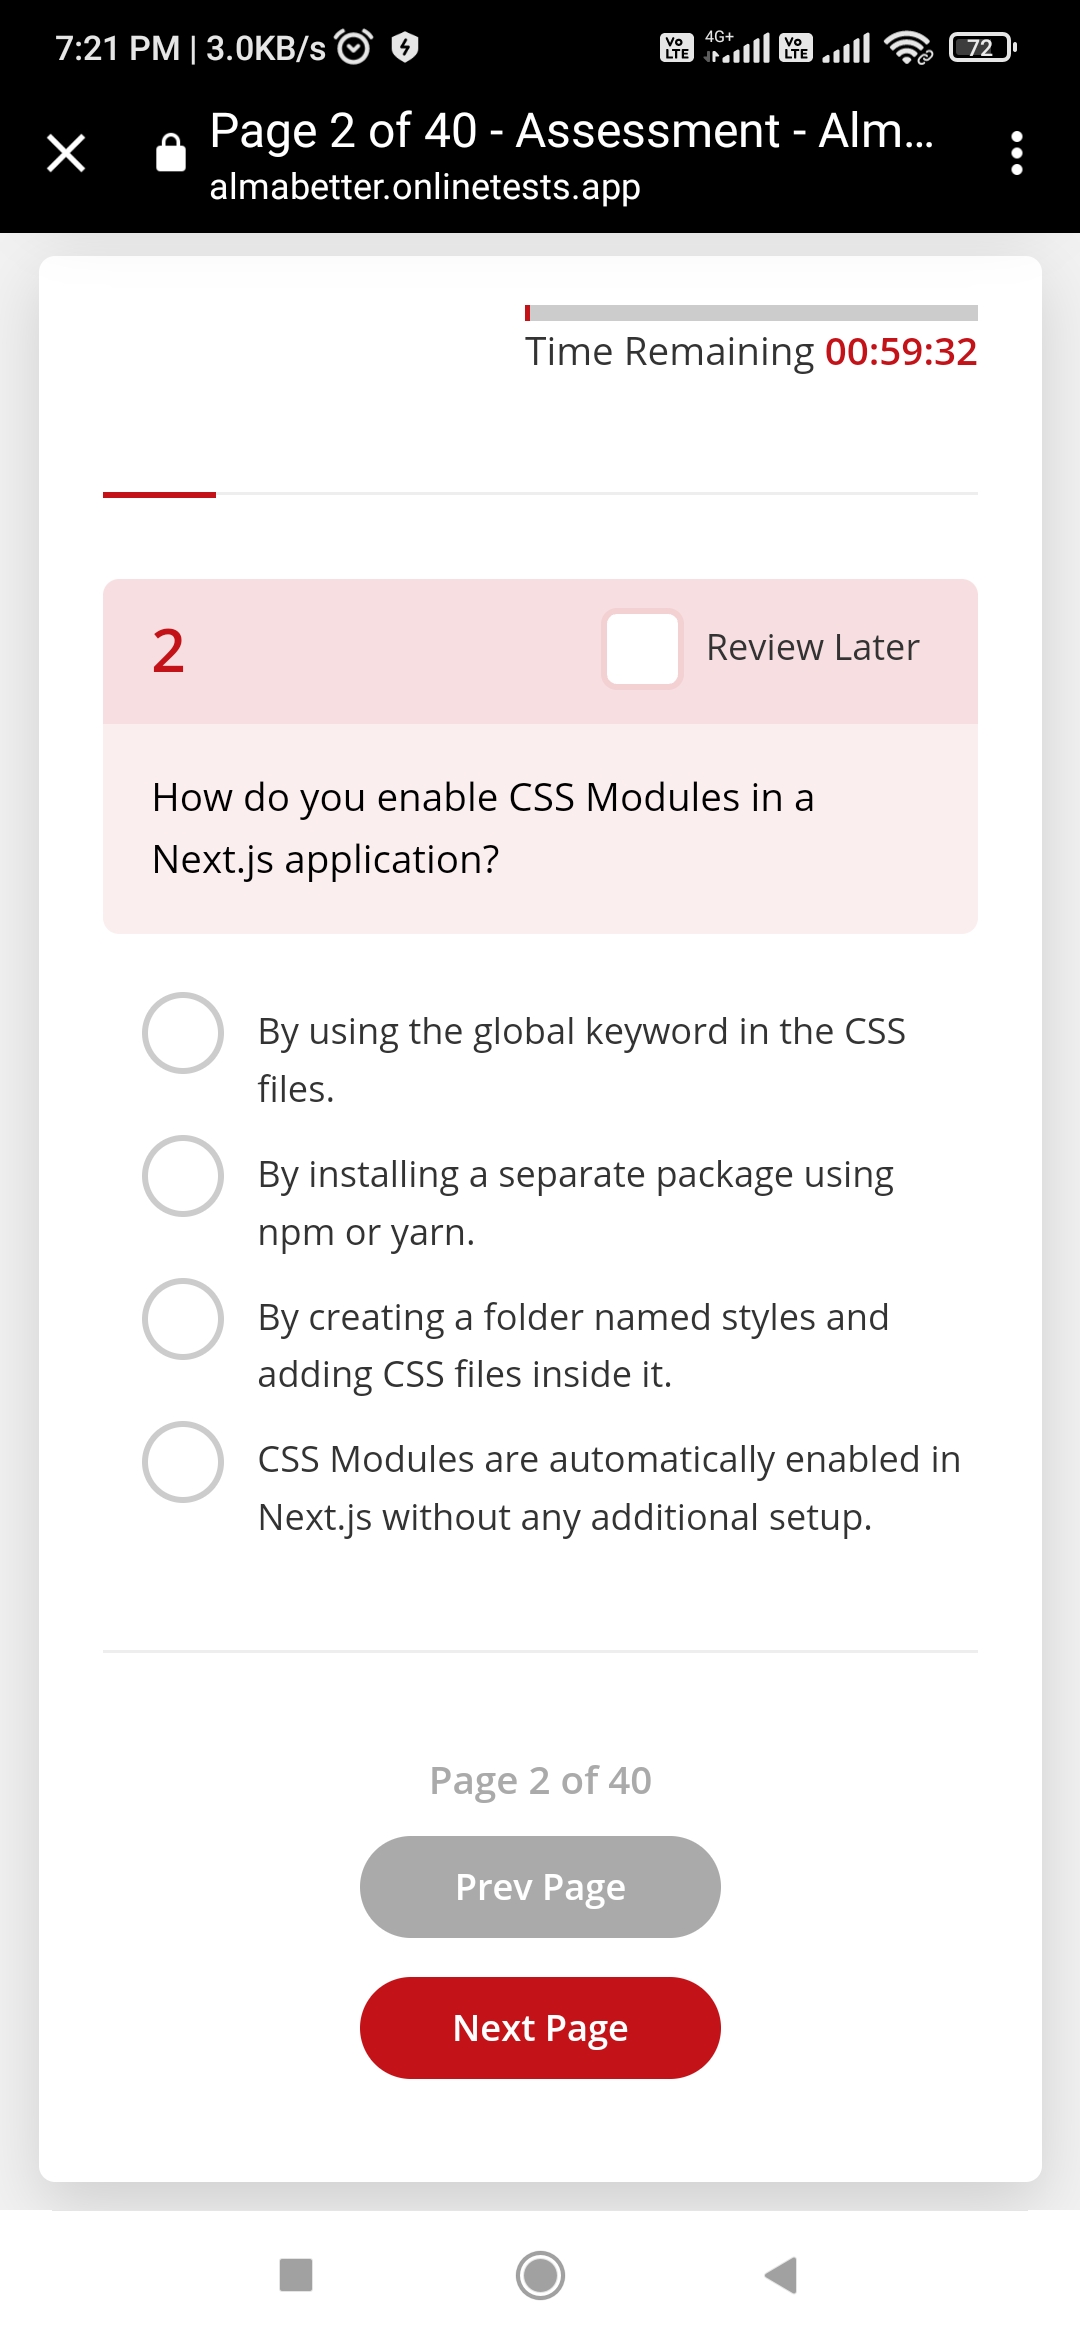 7:21 PM | 3.0KB/s
Vo LTE 4G+ Vo LTE 72
Page 2 of 40 - Assessment - Alm...
almabetter.onlinetests.app
Time Remaining 00:59:32
2 Review Later
How do you enable CSS Modules in a
Next.js application?
By using the global keyword in the CSS
files.
By installing a separate package using
npm or yarn.
By creating a folder named styles and
adding CSS files inside it.
CSS Modules are automatically enabled in
Next.js without any additional setup.
Page 2 of 40
Prev Page
Next Page